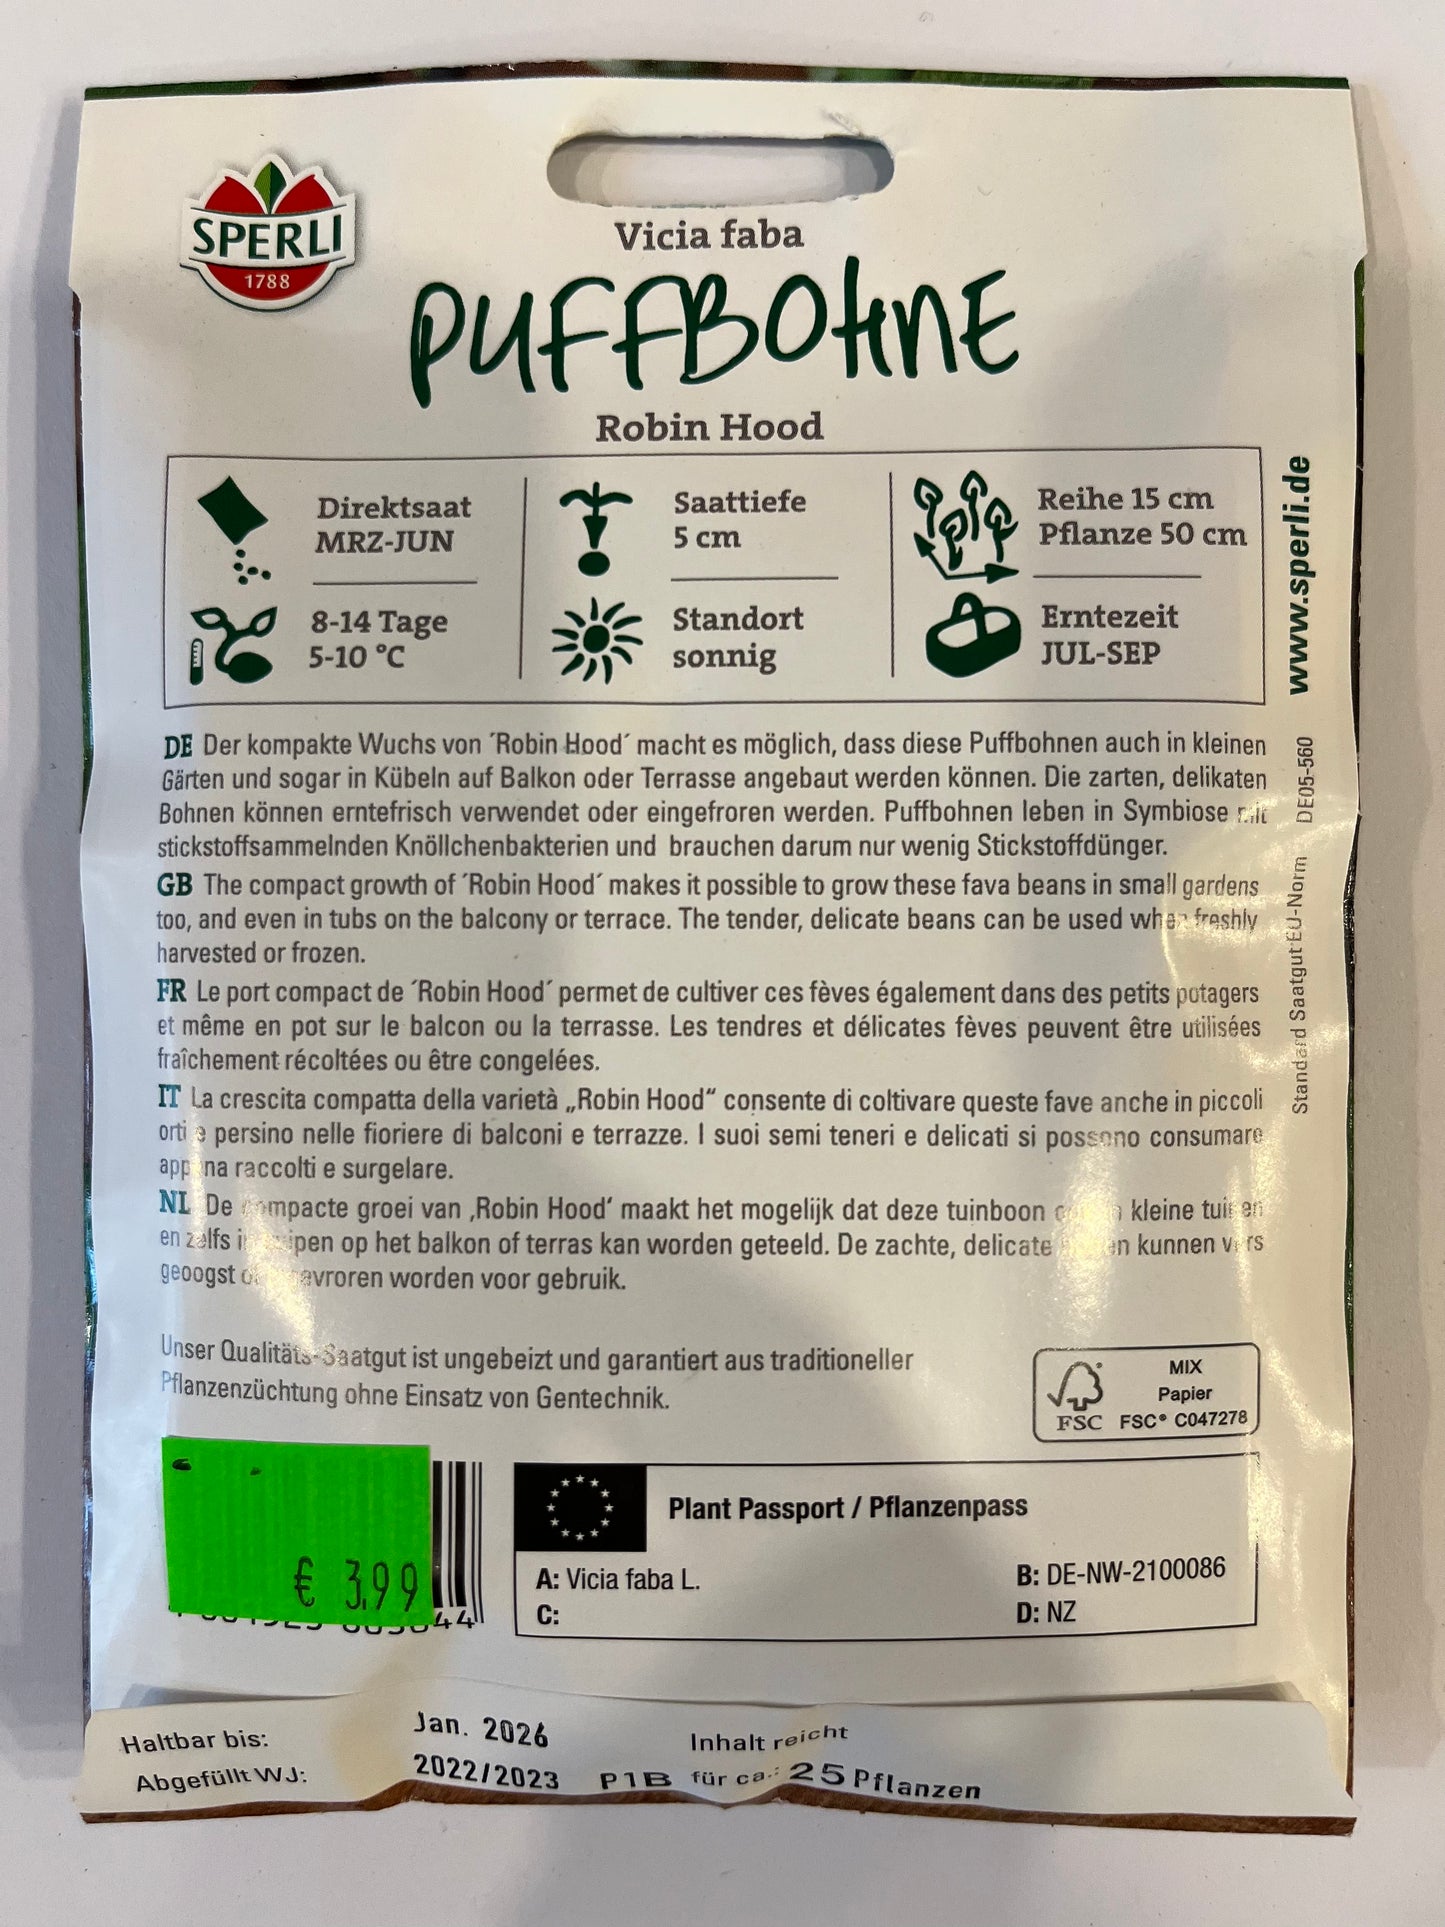 SPERLI
1788
Vicia faba
PUFFBOHNE
Robin Hood
Direktsaat
MRZ-JUN
Saattiefe
5 cm
Reihe 15 cm
Pflanze 50 cm
8-14 Tage
5-10 °C
Standort
sonnig
Erntezeit
JUL-SEP
www.sperli.de
DE Der kompakte Wuchs von ´Robin Hood´ macht es möglich, dass diese Puffbohnen auch in kleinen
Gärten und sogar in Kübeln auf Balkon oder Terrasse angebaut werden können. Die zarten, delikaten
Bohnen können erntefrisch verwendet oder eingefroren werden. Puffbohnen leben in Symbiose mit
stickstoffsammelnden Knöllchenbakterien und brauchen darum nur wenig Stickstoffdünger.
GB The compact growth of ´Robin Hood´ makes it possible to grow these fava beans in small gardens
too, and even in tubs on the balcony or terrace. The tender, delicate beans can be used when freshly
harvested or frozen.
FR Le port compact de ´Robin Hood´ permet de cultiver ces fèves également dans des petits potagers
et même en pot sur le balcon ou la terrasse. Les tendres et délicates fèves peuvent être utilisées
fraîchement récoltées ou être congelées.
IT La crescita compatta della varietà „Robin Hood“ consente di coltivare queste fave anche in piccoli
orti e persino nelle fioriere di balconi e terrazze. I suoi semi teneri e delicati si possono consumare
appena raccolti e surgelare.
NL De compacte groei van ‚Robin Hood‘ maakt het mogelijk dat deze tuinboon kleine tuinen
en zelfs op het balkon of terras kan worden geteeld. De zachte, delicate kunnen vers
geoogst worden voor gebruik.
Standard Saatgut EU-Norm DE05-560
Unser Qualitäts-Saatgut ist ungebeizt und garantiert aus traditioneller
Pflanzenzüchtung ohne Einsatz von Gentechnik.
FSC
MIX
Papier
FSC® C047278
€ 3,99
44
Plant Passport / Pflanzenpass
A: Vicia faba L.
B: DE-NW-2100086
C:
D: NZ
Haltbar bis: Jan. 2026
Abgefüllt WJ: 2022/2023 P1B
Inhalt reicht
für ca.: 25 Pflanzen